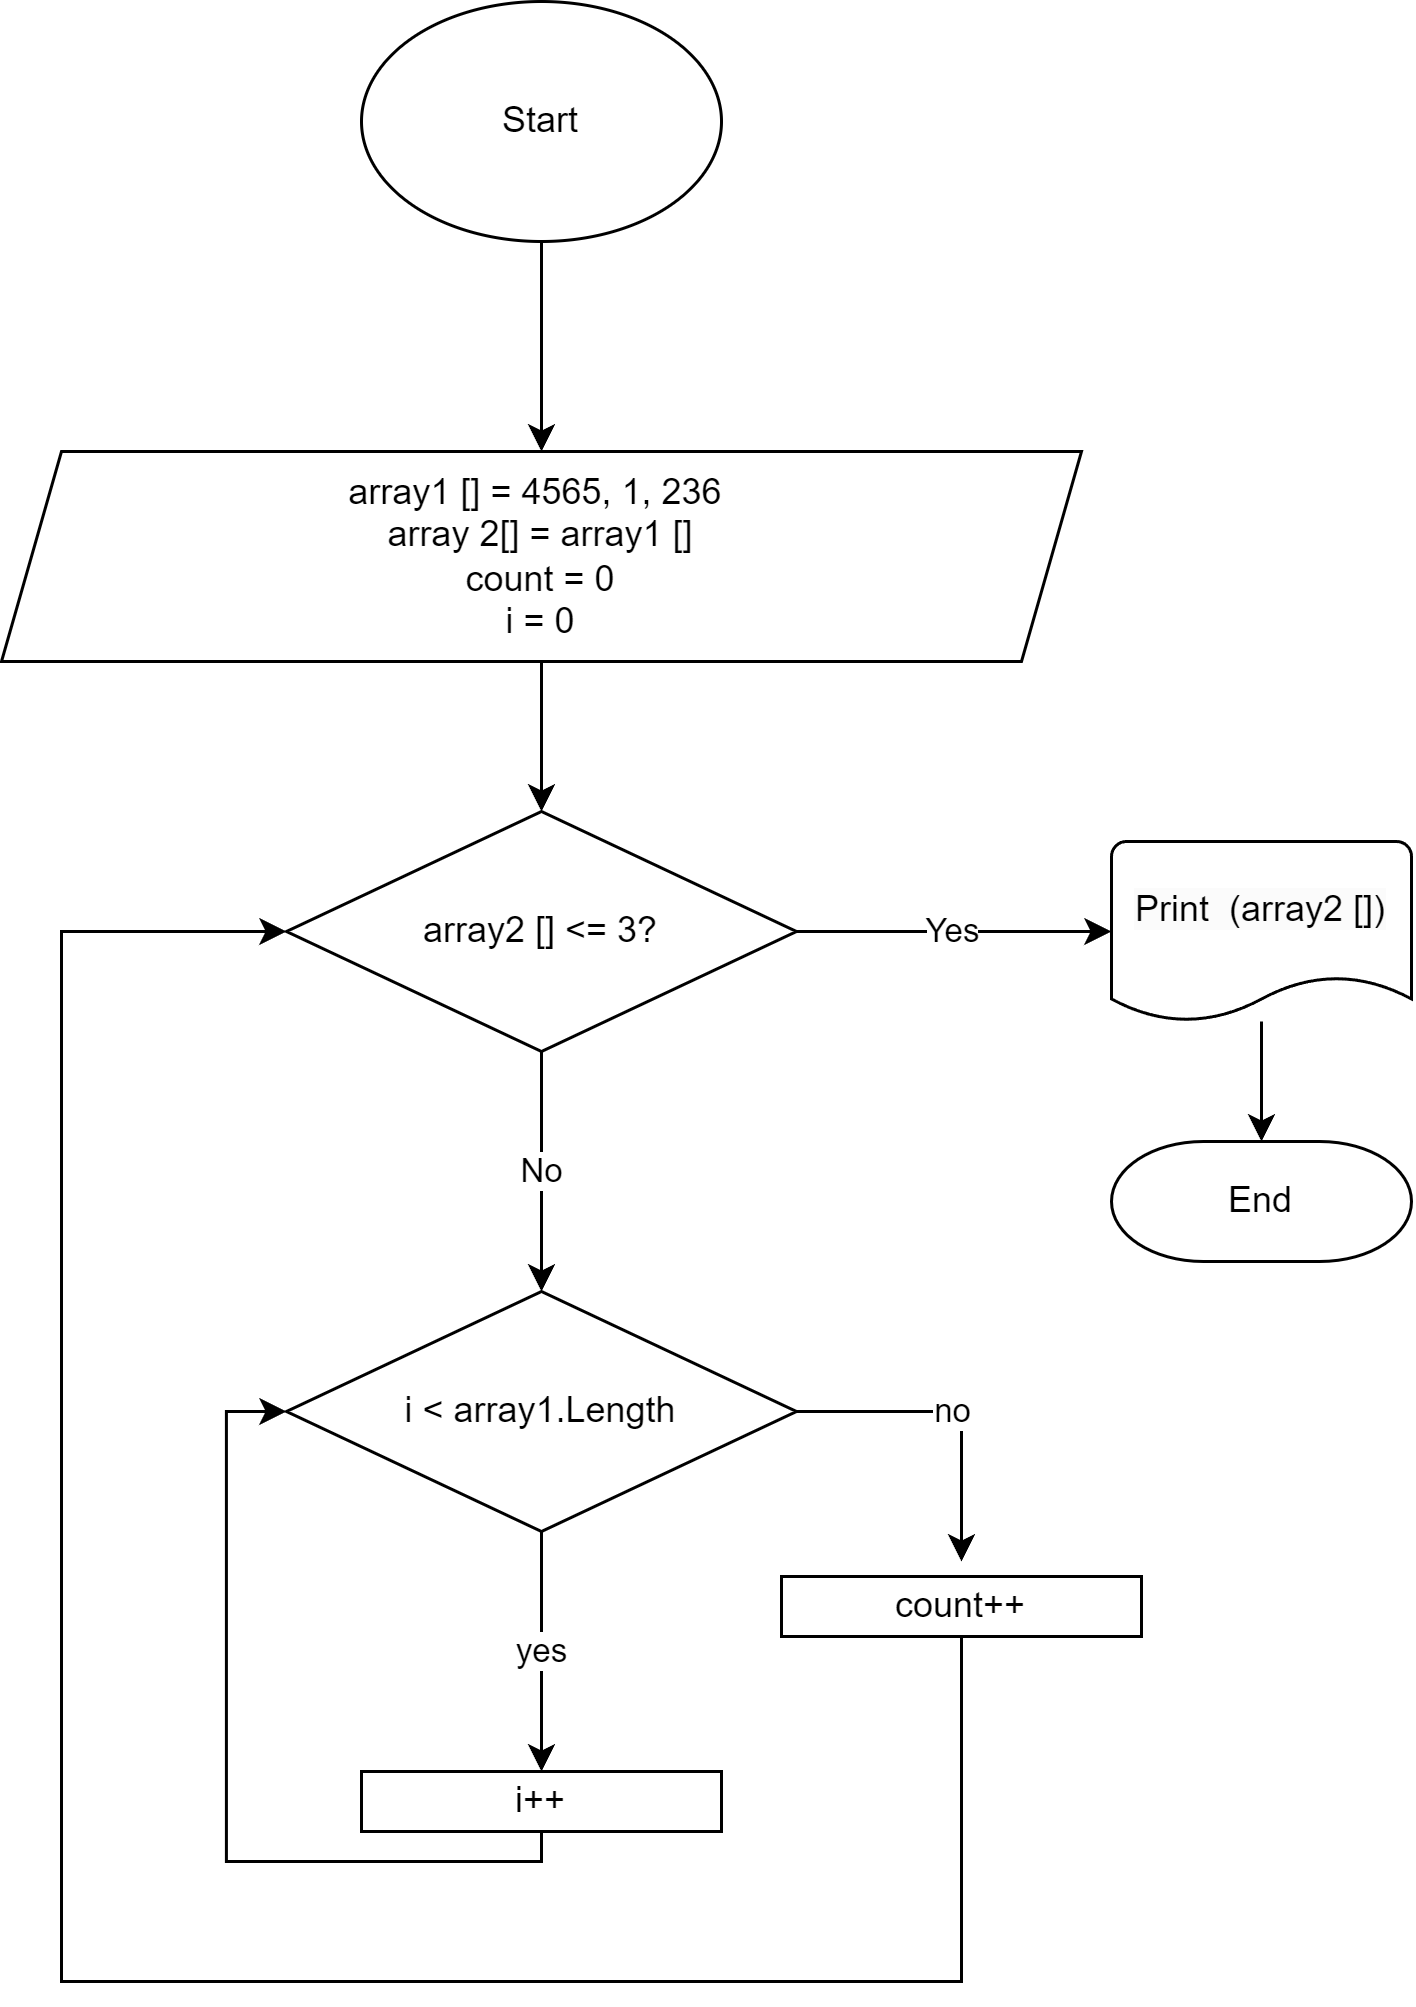 Start
array1 [] = 4565, 1, 236
array 2[] = array1 []
count = 0
i = 0
array2 [] <= 3?
Yes
Print  (array2 [])
No
End
i < array1.Length
no
count++
yes
i++